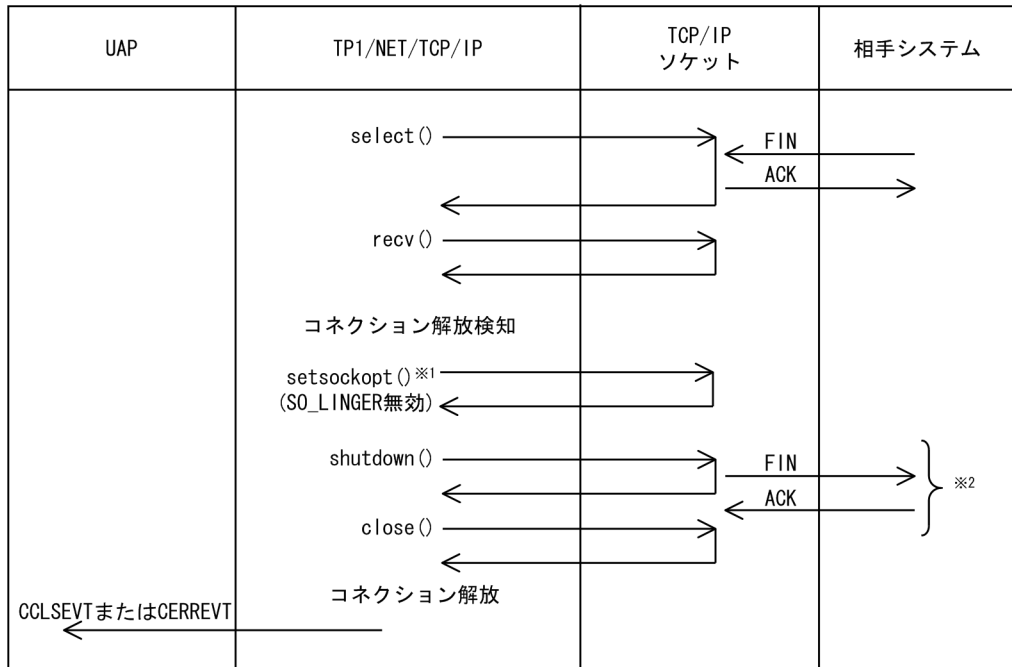 UAP
TP1/NET/TCP/IP
TCP/IP
ソケット
相手システム
select()
FIN
ACK
recv()
コネクション解放検知
setsockopt()※1
(SO_LINGER無効)
shutdown()
FIN
※2
ACK
close()
コネクション解放
CCLSEVTまたはCERREVT